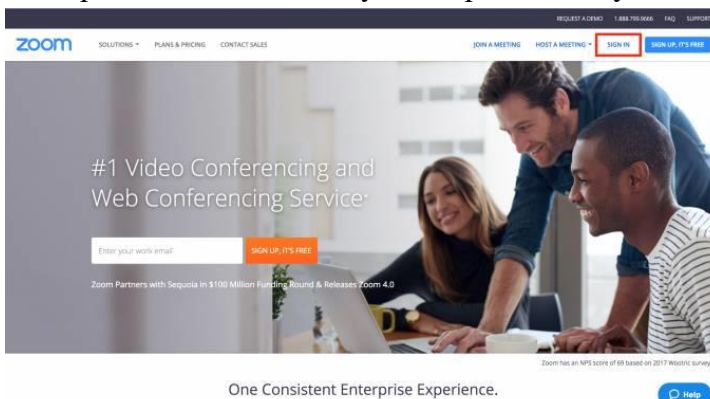 REQUEST A DEMO 1.888.799.9666 FAQ SUPPORT
zoom SOLUTIONS PLANS & PRICING CONTACT SALES JOIN A MEETING HOST A MEETING SIGN IN SIGN UP, IT'S FREE
#1 Video Conferencing and
Web Conferencing Service*
Enter your work email SIGN UP, IT'S FREE
Zoom Partners with Sequoia in $100 Million Funding Round & Releases Zoom 4.0
Zoom has an NPS score of 69 based on 2017 Wootric survey
One Consistent Enterprise Experience.
Help